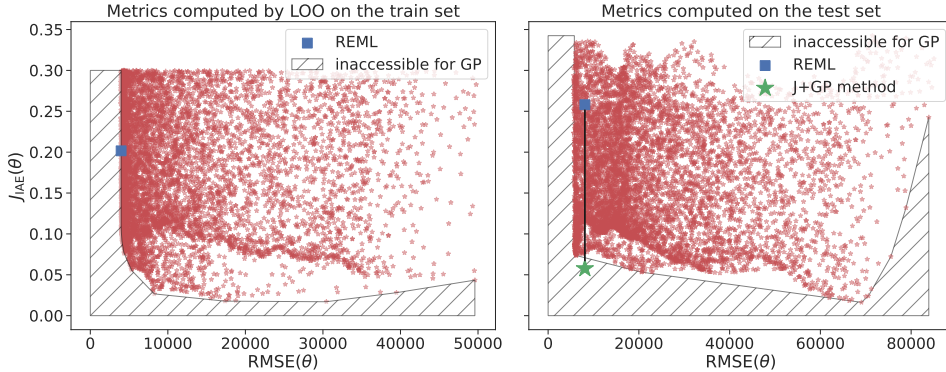 Metrics computed by LOO on the train set
0.35
0.30
0.25
0.20
0.15
0.10
0.05
0.00
J_IAE(θ)
REML
inaccessible for GP
0 10000 20000 30000 40000 50000
RMSE(θ)
Metrics computed on the test set
inaccessible for GP
REML
J+GP method
0 20000 40000 60000 80000
RMSE(θ)